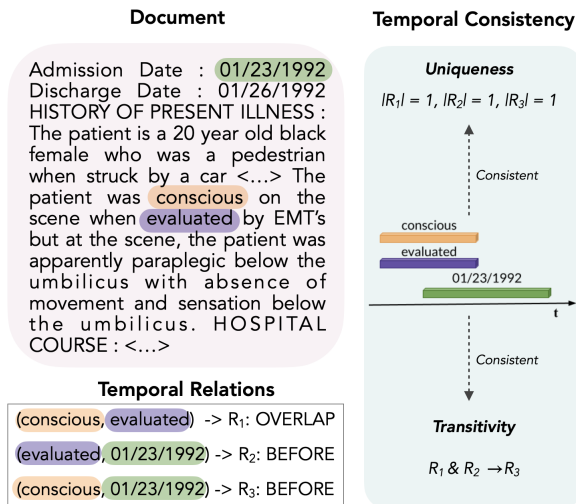 Document
Admission Date : 01/23/1992
Discharge Date : 01/26/1992
HISTORY OF PRESENT ILLNESS :
The patient is a 20 year old black
female who was a pedestrian
when struck by a car <...> The
patient was conscious on the
scene when evaluated by EMT's
but at the scene, the patient was
apparently paraplegic below the
umbilicus with absence of
movement and sensation below
the umbilicus. HOSPITAL
COURSE : <...>
Temporal Relations
(conscious, evaluated) -> R₁: OVERLAP
(evaluated, 01/23/1992) -> R₂: BEFORE
(conscious, 01/23/1992) -> R₃: BEFORE
Temporal Consistency
Uniqueness
|R₁| = 1, |R₂| = 1, |R₃| = 1
Consistent
conscious
evaluated
01/23/1992
t
Consistent
Transitivity
R₁ & R₂ → R₃